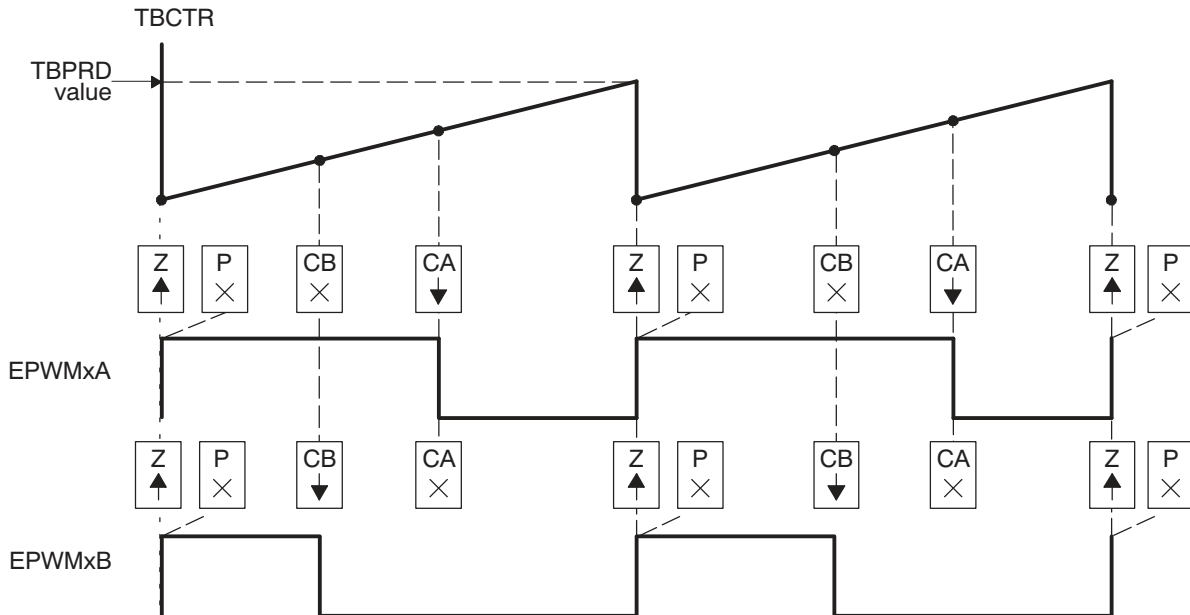 TBCTR
TBPRD
value
Z P CB CA Z P CB CA Z P
EPWMxA
Z P CB CA Z P CB CA Z P
EPWMxB